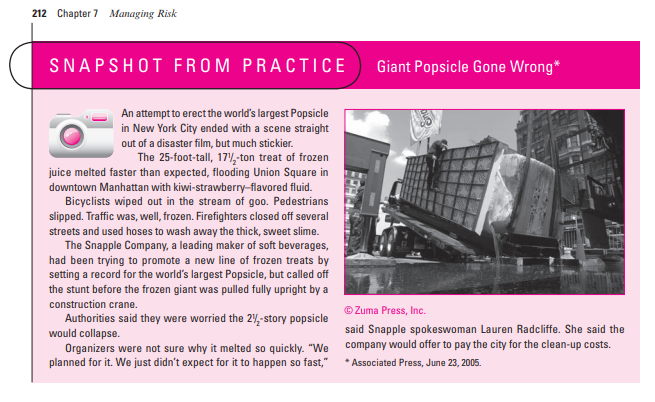 212 Chapter 7 Managing Risk
SNAPSHOT FROM PRACTICE
Giant Popsicle Gone Wrong*
An attempt to erect the world's largest Popsicle
in New York City ended with a scene straight
out of a disaster film, but much stickier.
The 25-foot-tall, 17½-ton treat of frozen
juice melted faster than expected, flooding Union Square in
downtown Manhattan with kiwi-strawberry–flavored fluid.
Bicyclists wiped out in the stream of goo. Pedestrians
slipped. Traffic was, well, frozen. Firefighters closed off several
streets and used hoses to wash away the thick, sweet slime.
The Snapple Company, a leading maker of soft beverages,
had been trying to promote a new line of frozen treats by
setting a record for the world's largest Popsicle, but called off
the stunt before the frozen giant was pulled fully upright by a
construction crane.
Authorities said they were worried the 2½-story popsicle
would collapse.
Organizers were not sure why it melted so quickly. “We
planned for it. We just didn't expect for it to happen so fast,”
© Zuma Press, Inc.
said Snapple spokeswoman Lauren Radcliffe. She said the
company would offer to pay the city for the clean-up costs.
* Associated Press, June 23, 2005.